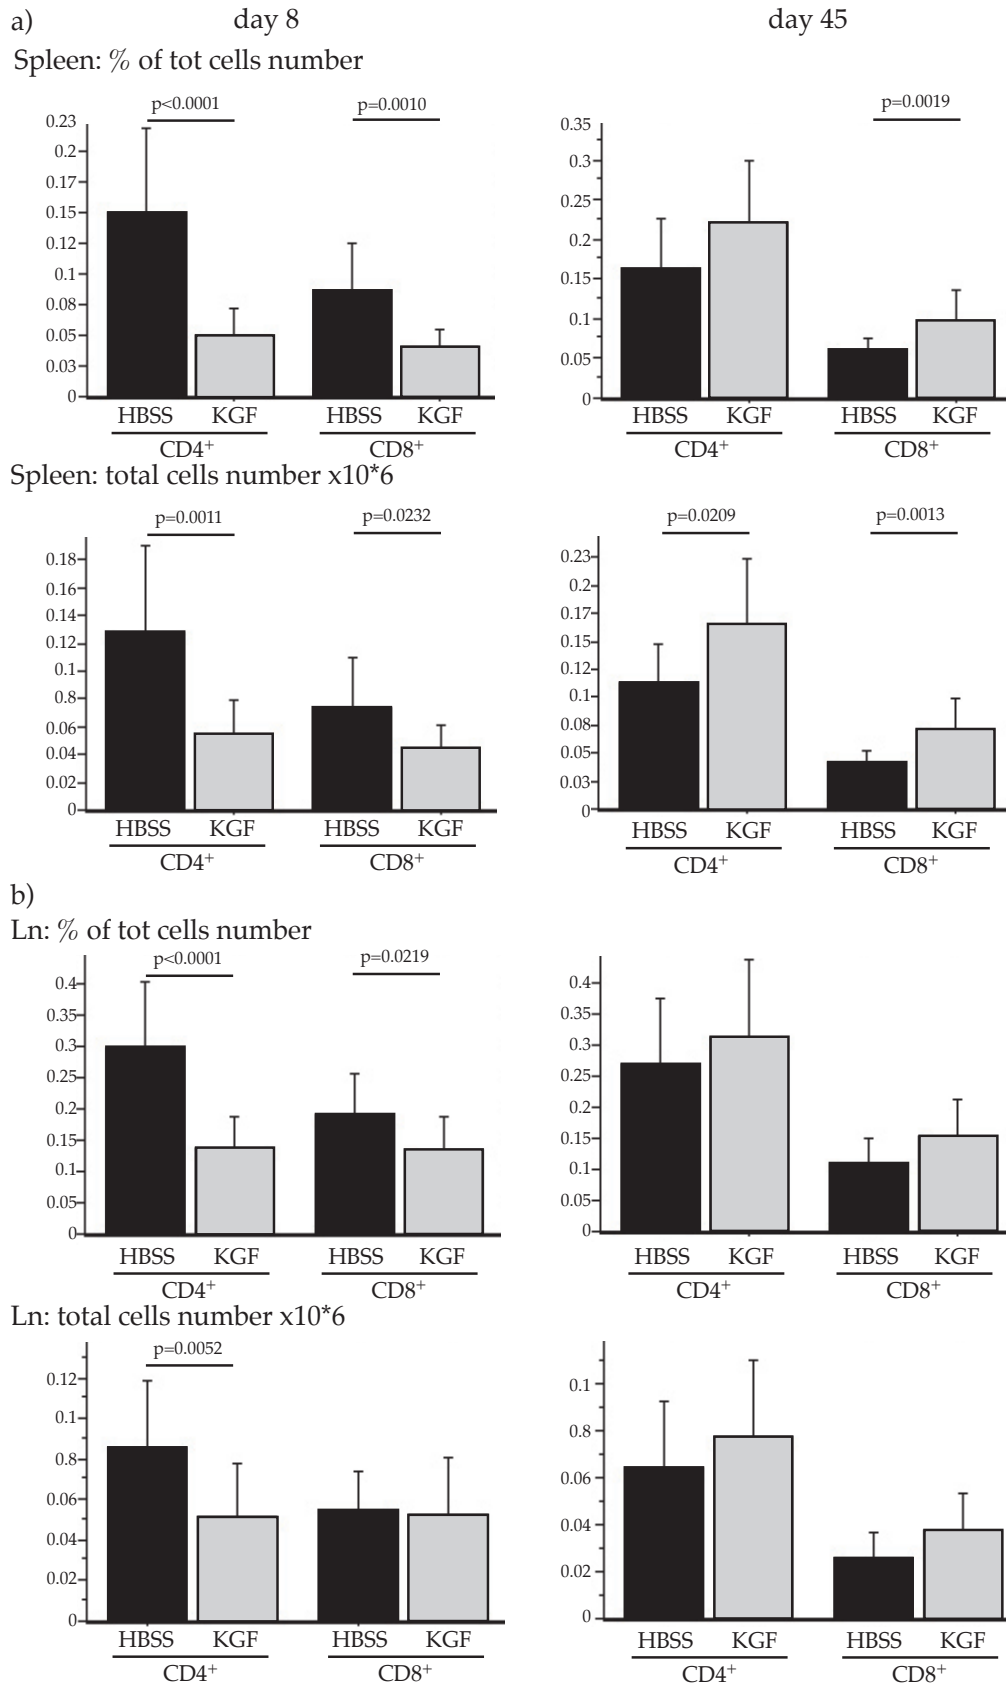 a)
day 8
day 45
Spleen: % of tot cells number
p<0.0001
p=0.0010
0.23
0.2
0.17
0.15
0.12
0.1
0.08
0.05
0.03
0
HBSS KGF HBSS KGF
CD4+ CD8+
p=0.0019
0.35
0.3
0.25
0.2
0.15
0.1
0.05
0
HBSS KGF HBSS KGF
CD4+ CD8+
Spleen: total cells number x10*6
p=0.0011
p=0.0232
0.18
0.16
0.14
0.12
0.1
0.8
0.06
0.04
0.02
0
HBSS KGF HBSS KGF
CD4+ CD8+
p=0.0209
p=0.0013
0.23
0.2
0.17
0.15
0.12
0.1
0.08
0.05
0.03
0
HBSS KGF HBSS KGF
CD4+ CD8+
b)
Ln: % of tot cells number
p<0.0001
p=0.0219
0.4
0.35
0.3
0.25
0.2
0.15
0.1
0.05
0
HBSS KGF HBSS KGF
CD4+ CD8+
0.4
0.35
0.3
0.25
0.2
0.15
0.1
0.05
0
HBSS KGF HBSS KGF
CD4+ CD8+
Ln: total cells number x10*6
p=0.0052
0.12
0.1
0.8
0.06
0.04
0.02
0
HBSS KGF HBSS KGF
CD4+ CD8+
0.1
0.8
0.06
0.04
0.02
0
HBSS KGF HBSS KGF
CD4+ CD8+